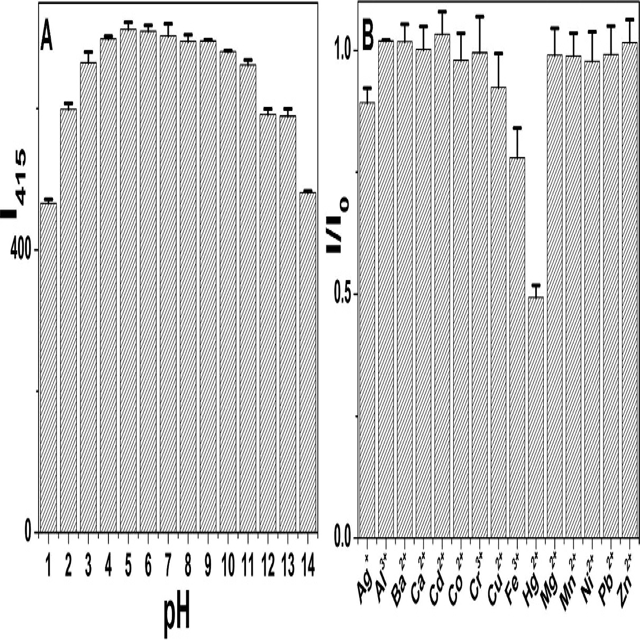 A
I415
400
0
1 2 3 4 5 6 7 8 9 10 11 12 13 14
pH
B
I/I0
1.0
0.5
0.0
Ag+ Al3+ Ba2+ Ca2+ Cd2+ Co2+ Cr3+ Cu2+ Fe3+ Hg2+ Mg2+ Mn2+ Ni2+ Pb2+ Zn2+